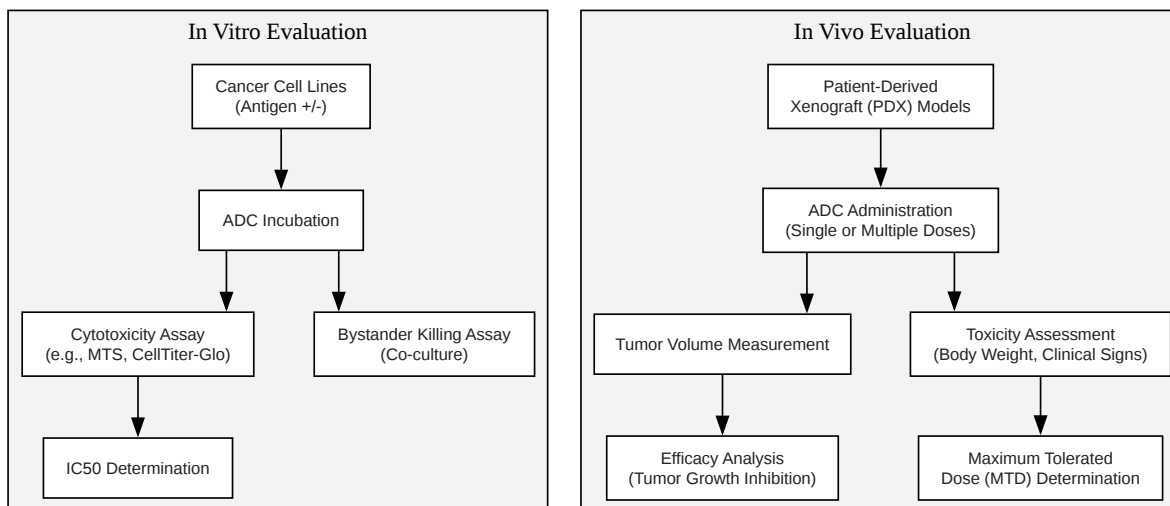 In Vitro Evaluation
Cancer Cell Lines
(Antigen +/-)
ADC Incubation
Cytotoxicity Assay
(e.g., MTS, CellTiter-Glo)
Bystander Killing Assay
(Co-culture)
IC50 Determination
In Vivo Evaluation
Patient-Derived
Xenograft (PDX) Models
ADC Administration
(Single or Multiple Doses)
Tumor Volume Measurement
Toxicity Assessment
(Body Weight, Clinical Signs)
Efficacy Analysis
(Tumor Growth Inhibition)
Maximum Tolerated
Dose (MTD) Determination